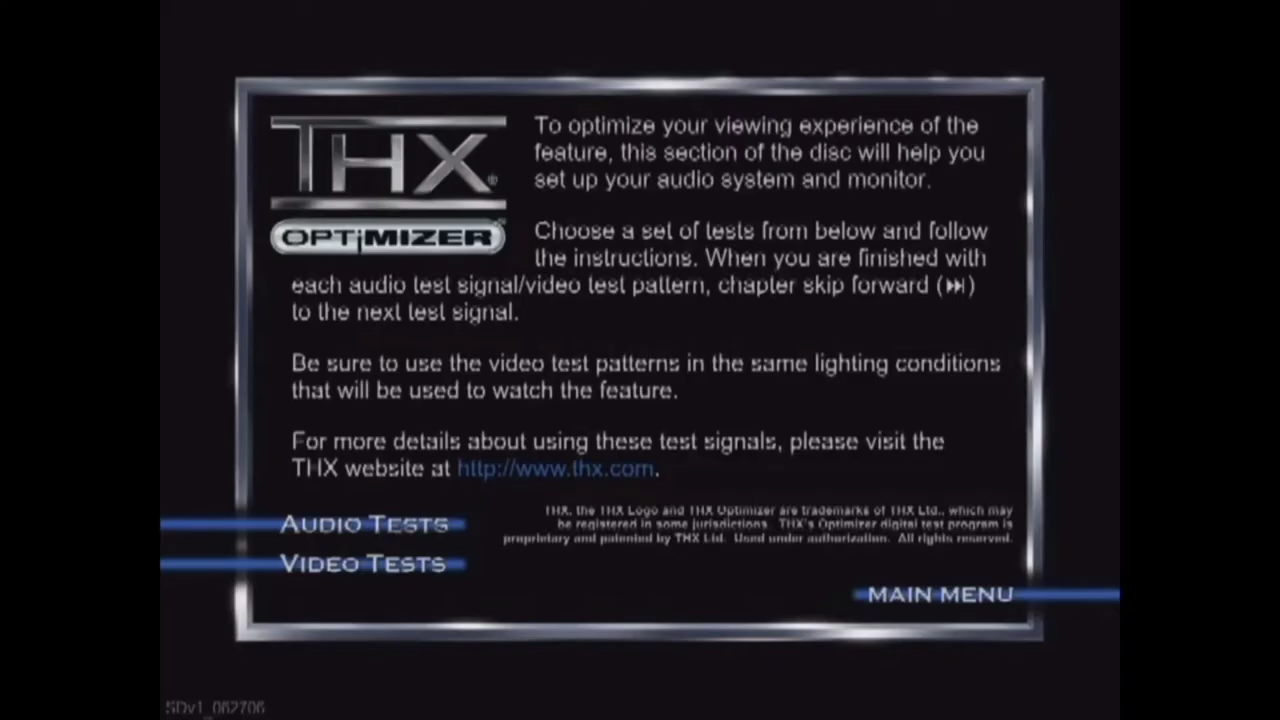 THX®
OPTIMIZER
To optimize your viewing experience of the
feature, this section of the disc will help you
set up your audio system and monitor.
Choose a set of tests from below and follow
the instructions. When you are finished with
each audio test signal/video test pattern, chapter skip forward (⏭)
to the next test signal.
Be sure to use the video test patterns in the same lighting conditions
that will be used to watch the feature.
For more details about using these test signals, please visit the
THX website at http://www.thx.com.
THX, the THX Logo and THX Optimizer are trademarks of THX Ltd., which may
be registered in some jurisdictions. THX's Optimizer digital test program is
proprietary and patented by THX Ltd. Used under authorization. All rights reserved.
AUDIO TESTS
VIDEO TESTS
MAIN MENU
SDv1_062706